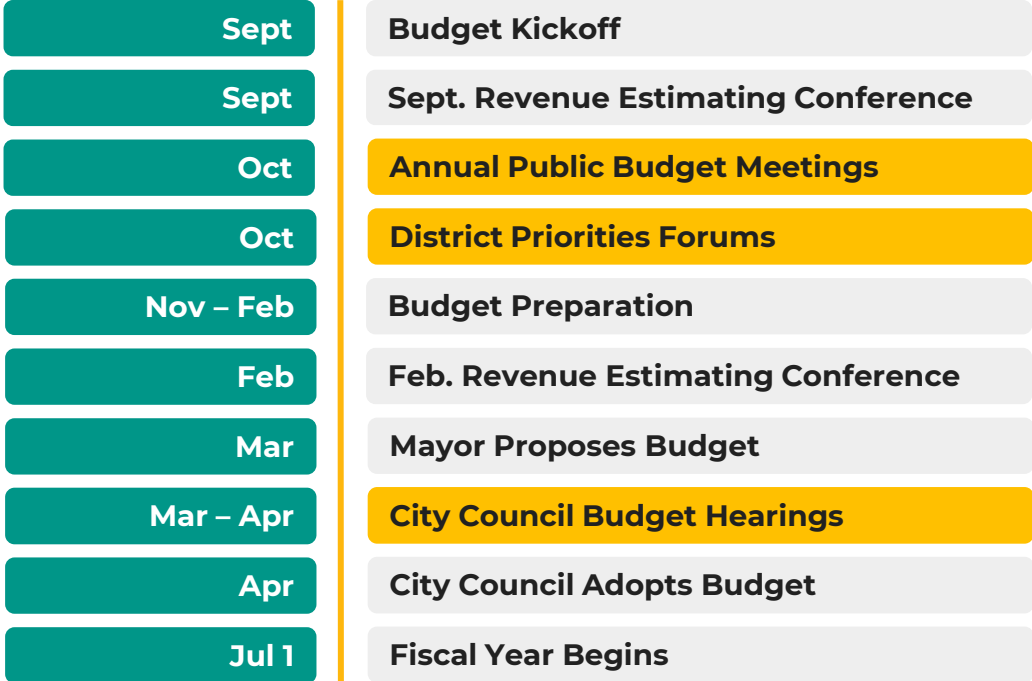 Sept Budget Kickoff
Sept Sept. Revenue Estimating Conference
Oct Annual Public Budget Meetings
Oct District Priorities Forums
Nov – Feb Budget Preparation
Feb Feb. Revenue Estimating Conference
Mar Mayor Proposes Budget
Mar – Apr City Council Budget Hearings
Apr City Council Adopts Budget
Jul 1 Fiscal Year Begins